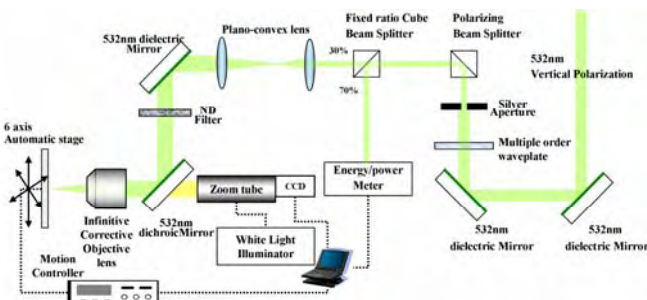 532nm dielectric
Mirror
Plano-convex lens
Fixed ratio Cube
Beam Splitter
Polarizing
Beam Splitter
30%
70%
532nm
Vertical Polarization
ND
Filter
Silver
Aperture
Multiple order
waveplate
6 axis
Automatic stage
Energy/power
Meter
Zoom tube
CCD
Infinitive
Corrective
Objective
lens
532nm
dichroicMirror
White Light
Illuminator
532nm
dielectric Mirror
532nm
dielectric Mirror
Motion
Controller